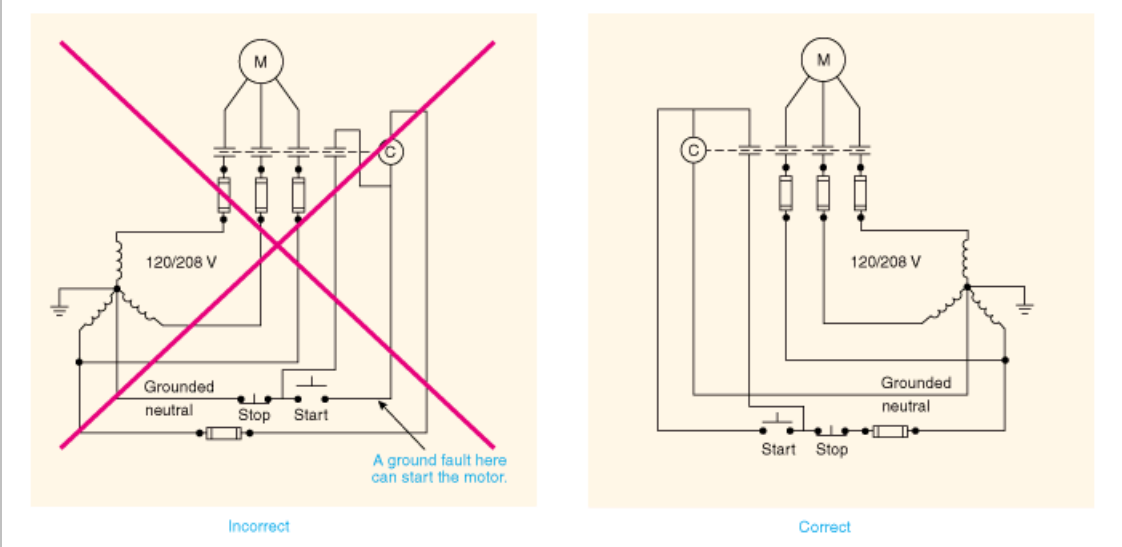 M
C
120/208 V
Grounded
neutral
Stop
Start
A ground fault here
can start the motor.
Incorrect
M
C
120/208 V
Grounded
neutral
Start
Stop
Correct